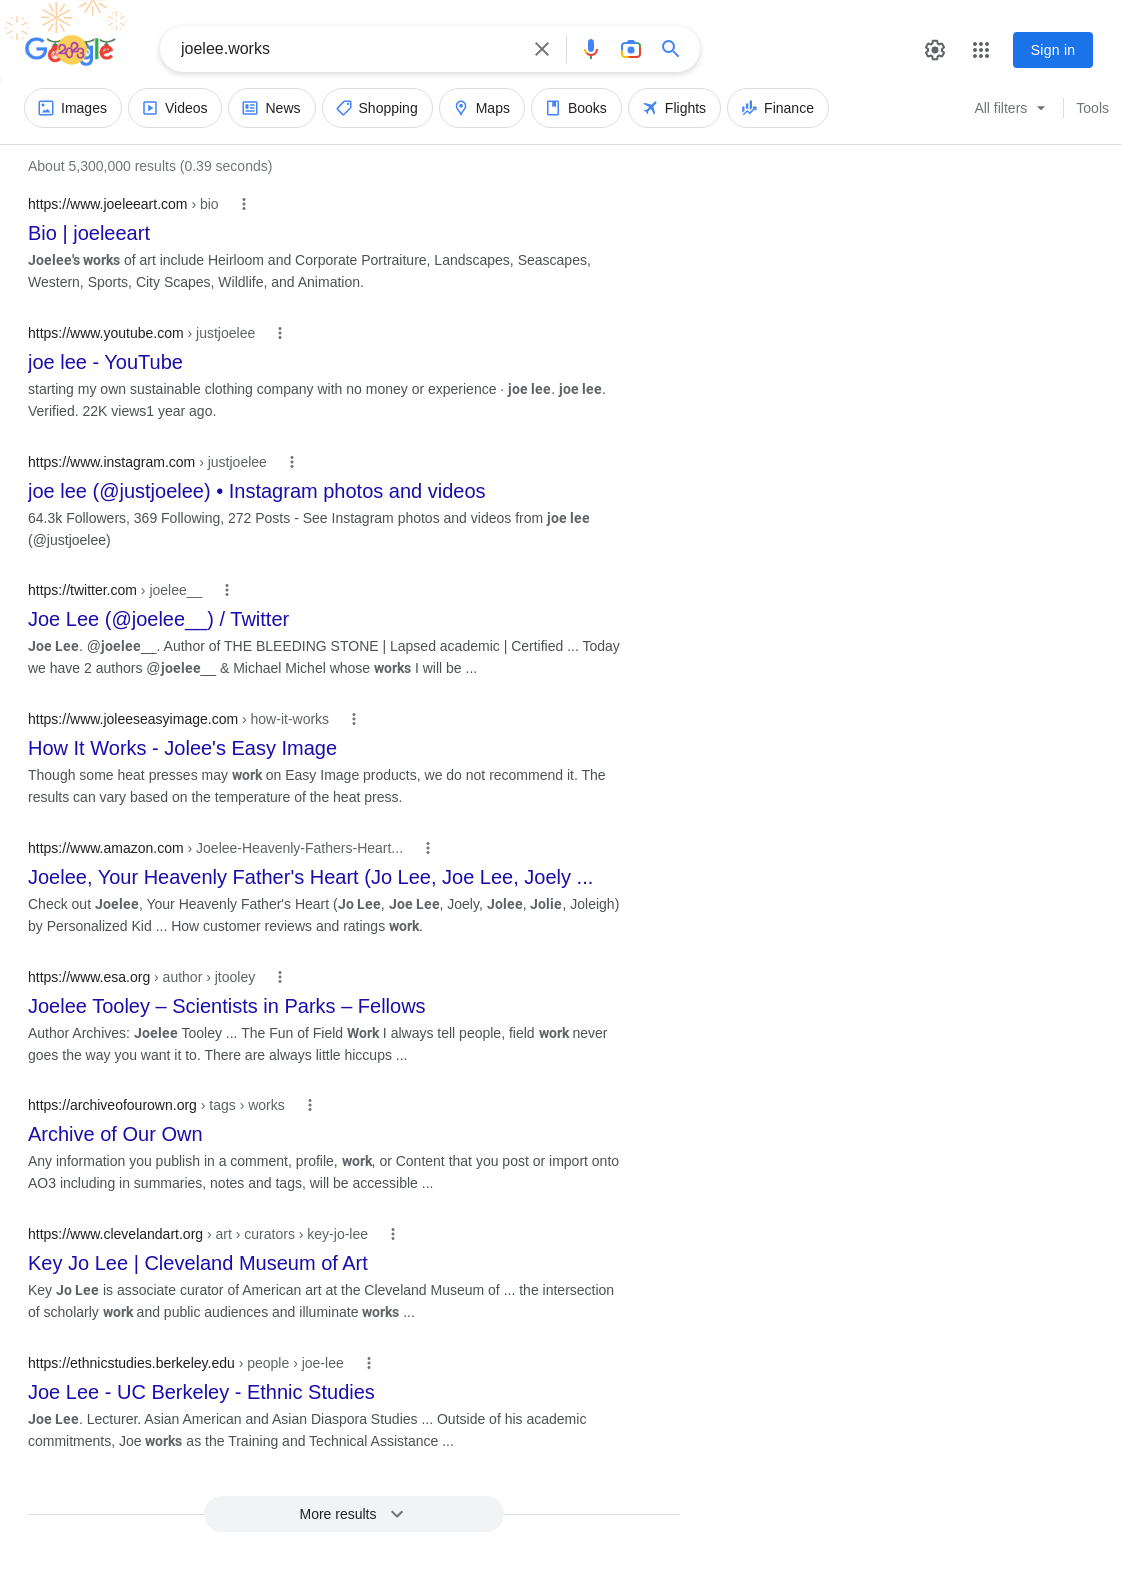 Google
joelee.works
Sign in
Images Videos News Shopping Maps Books Flights Finance All filters Tools
About 5,300,000 results (0.39 seconds)
https://www.joeleeart.com › bio
Bio | joeleeart
Joelee's works of art include Heirloom and Corporate Portraiture, Landscapes, Seascapes,
Western, Sports, City Scapes, Wildlife, and Animation.
https://www.youtube.com › justjoelee
joe lee - YouTube
starting my own sustainable clothing company with no money or experience · joe lee. joe lee.
Verified. 22K views1 year ago.
https://www.instagram.com › justjoelee
joe lee (@justjoelee) • Instagram photos and videos
64.3k Followers, 369 Following, 272 Posts - See Instagram photos and videos from joe lee
(@justjoelee)
https://twitter.com › joelee__
Joe Lee (@joelee__) / Twitter
Joe Lee. @joelee__. Author of THE BLEEDING STONE | Lapsed academic | Certified ... Today
we have 2 authors @joelee__ & Michael Michel whose works I will be ...
https://www.joleeseasyimage.com › how-it-works
How It Works - Jolee's Easy Image
Though some heat presses may work on Easy Image products, we do not recommend it. The
results can vary based on the temperature of the heat press.
https://www.amazon.com › Joelee-Heavenly-Fathers-Heart...
Joelee, Your Heavenly Father's Heart (Jo Lee, Joe Lee, Joely ...
Check out Joelee, Your Heavenly Father's Heart (Jo Lee, Joe Lee, Joely, Jolee, Jolie, Joleigh)
by Personalized Kid ... How customer reviews and ratings work.
https://www.esa.org › author › jtooley
Joelee Tooley – Scientists in Parks – Fellows
Author Archives: Joelee Tooley ... The Fun of Field Work I always tell people, field work never
goes the way you want it to. There are always little hiccups ...
https://archiveofourown.org › tags › works
Archive of Our Own
Any information you publish in a comment, profile, work, or Content that you post or import onto
AO3 including in summaries, notes and tags, will be accessible ...
https://www.clevelandart.org › art › curators › key-jo-lee
Key Jo Lee | Cleveland Museum of Art
Key Jo Lee is associate curator of American art at the Cleveland Museum of ... the intersection
of scholarly work and public audiences and illuminate works ...
https://ethnicstudies.berkeley.edu › people › joe-lee
Joe Lee - UC Berkeley - Ethnic Studies
Joe Lee. Lecturer. Asian American and Asian Diaspora Studies ... Outside of his academic
commitments, Joe works as the Training and Technical Assistance ...
More results